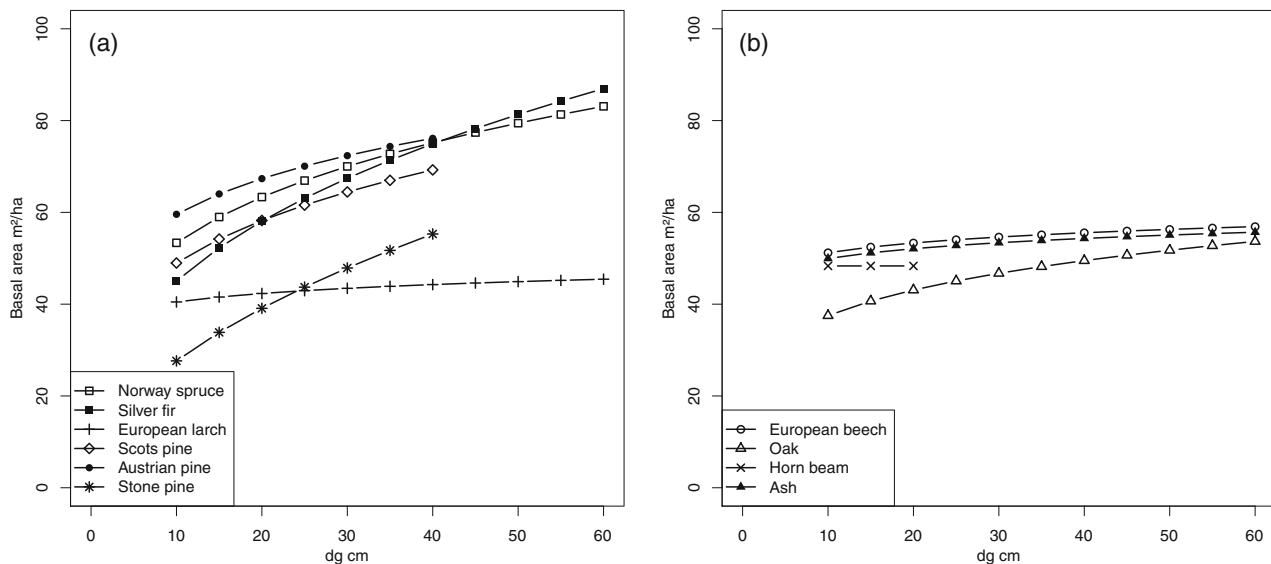 (a)
100
80
60
40
20
0
Basal area m²/ha
Norway spruce
Silver fir
European larch
Scots pine
Austrian pine
Stone pine
0 10 20 30 40 50 60
dg cm
(b)
100
80
60
40
20
0
Basal area m²/ha
European beech
Oak
Horn beam
Ash
0 10 20 30 40 50 60
dg cm